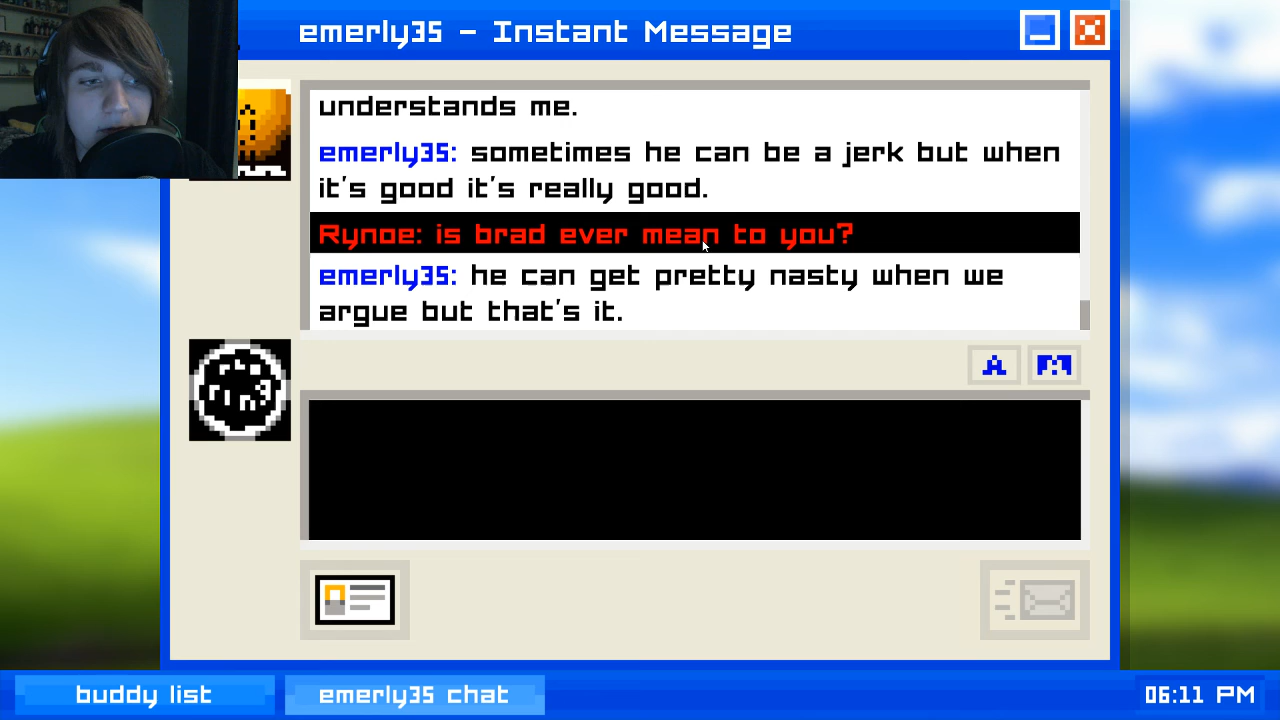 emerly35 - Instant Message
understands me.
emerly35: sometimes he can be a jerk but when
it's good it's really good.
Rynoe: is brad ever mean to you?
emerly35: he can get pretty nasty when we
argue but that's it.
A
buddy list
emerly35 chat
06:11 PM